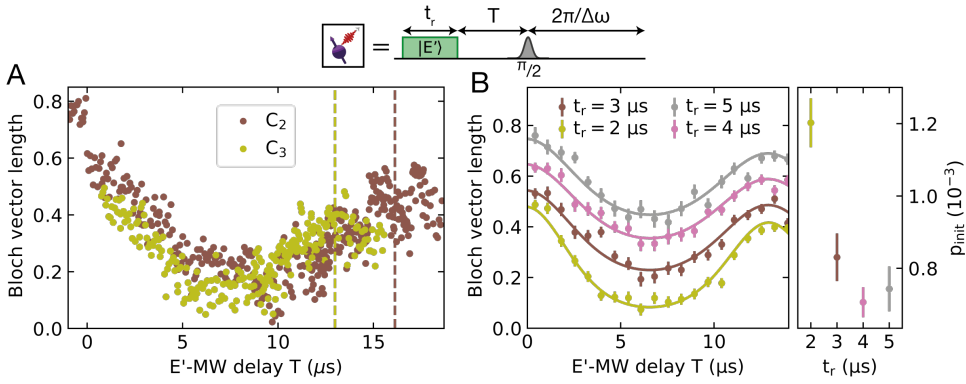 t_r T 2π/Δω
= |E'⟩ π/2
A
Bloch vector length
0.8
0.6
0.4
0.2
0.0
C_2
C_3
0 5 10 15
E'-MW delay T (μs)
B
Bloch vector length
0.8
0.6
0.4
0.2
0.0
t_r = 3 μs t_r = 5 μs
t_r = 2 μs t_r = 4 μs
0 5 10
E'-MW delay T (μs)
1.2
1.0
0.8
p_init (10^-3)
2 3 4 5
t_r (μs)